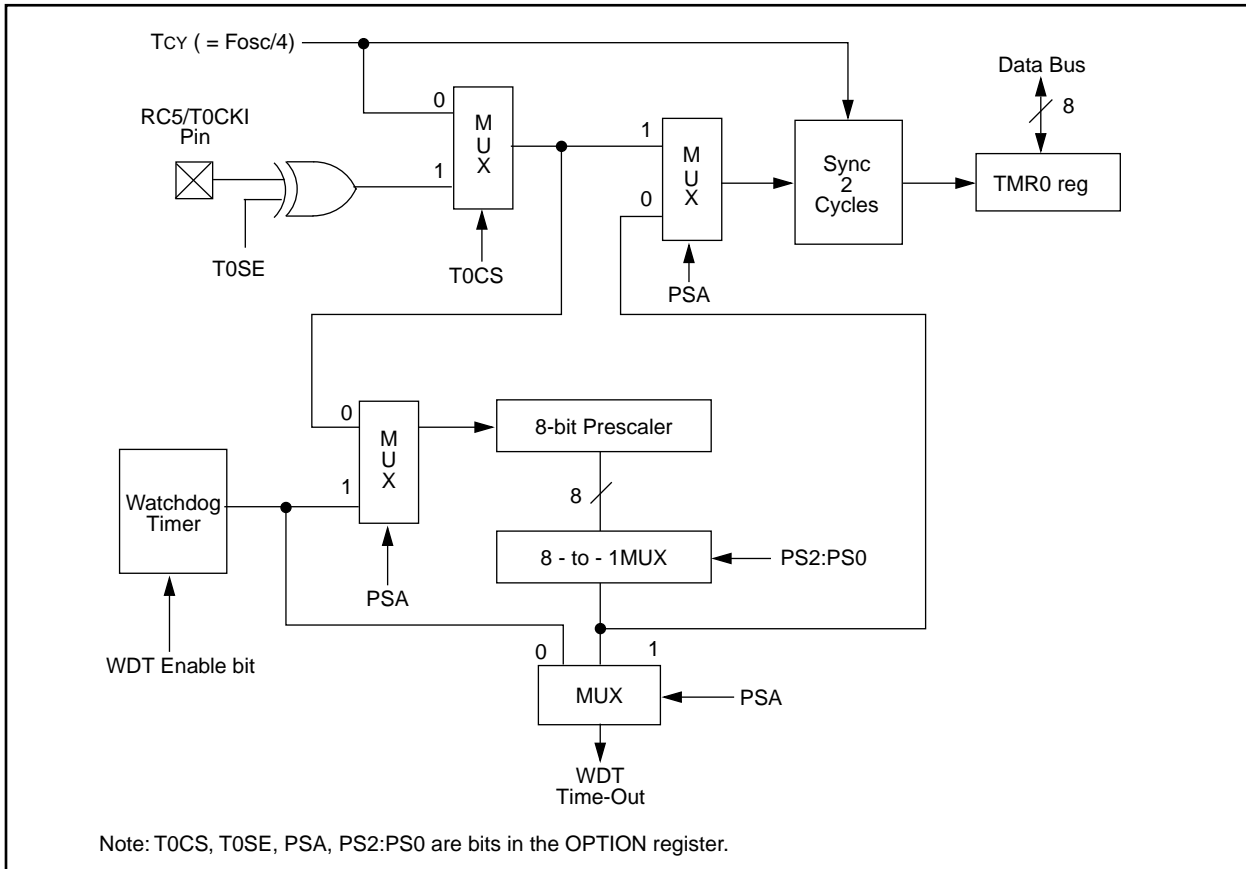 TCY ( = Fosc/4)
Data Bus
RC5/T0CKI
Pin
0
M
U
X
1
8
1
M
U
X
0
Sync
2
Cycles
TMR0 reg
T0SE
T0CS
PSA
0
M
U
X
1
8-bit Prescaler
Watchdog
Timer
8
8 - to - 1MUX
PS2:PS0
PSA
WDT Enable bit
0
1
MUX
PSA
WDT
Time-Out
Note: T0CS, T0SE, PSA, PS2:PS0 are bits in the OPTION register.